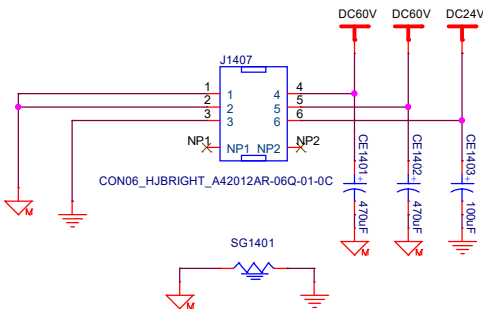 DC60V DC60V DC24V
J1407
1 1 4 4
2 2 5 5
3 3 6 6
NP1 NP1 NP2 NP2
CON06_HJBRIGHT_A42012AR-06Q-01-0C
CE1401 + 470uF
CE1402 + 470uF
CE1403 + 100uF
M M M
SG1401
M